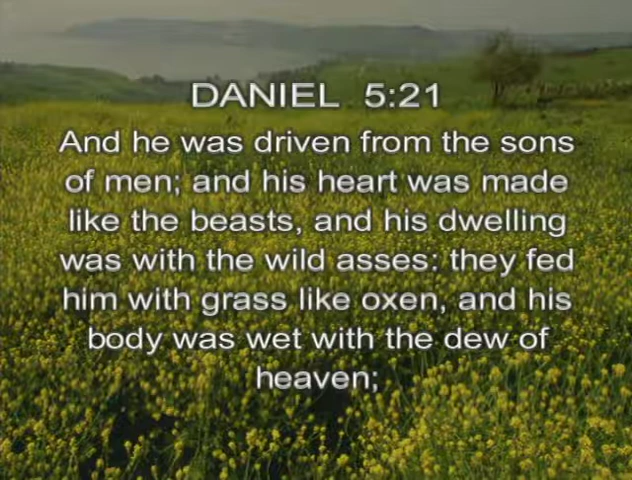 DANIEL 5:21
And he was driven from the sons
of men; and his heart was made
like the beasts, and his dwelling
was with the wild asses: they fed
him with grass like oxen, and his
body was wet with the dew of
heaven;